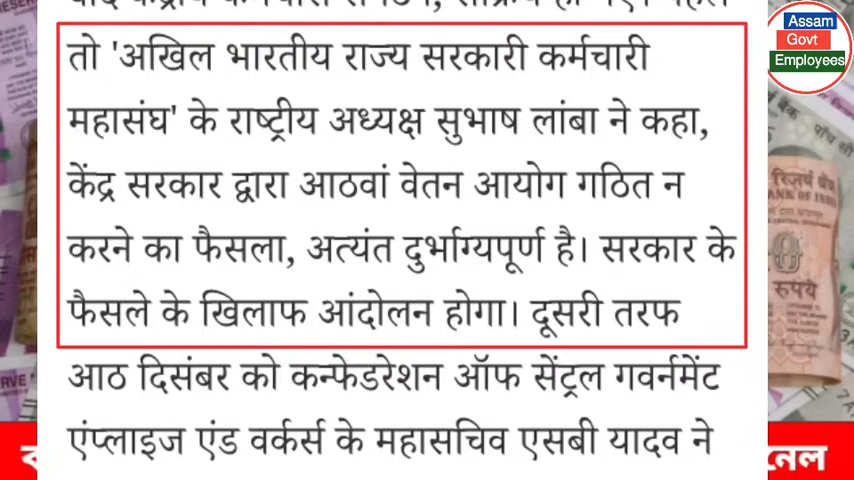 तो 'अखिल भारतीय राज्य सरकारी कर्मचारी
महासंघ' के राष्ट्रीय अध्यक्ष सुभाष लांबा ने कहा,
केंद्र सरकार द्वारा आठवां वेतन आयोग गठित न
करने का फैसला, अत्यंत दुर्भाग्यपूर्ण है। सरकार के
फैसले के खिलाफ आंदोलन होगा। दूसरी तरफ
आठ दिसंबर को कन्फेडरेशन ऑफ सेंट्रल गवर्नमेंट
एंप्लाइज एंड वर्कर्स के महासचिव एसबी यादव ने
Assam
Govt
Employees
रुपये